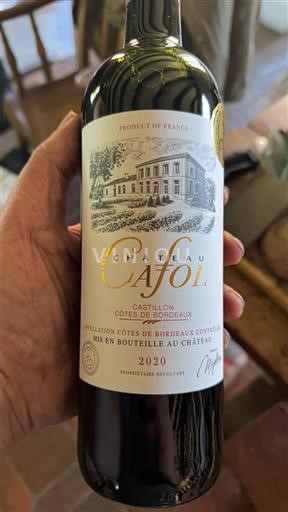 PRODUCT OF FRANCE
CHÂTEAU
CAFOL
CASTILLON
CÔTES DE BORDEAUX
APPELLATION CÔTES DE BORDEAUX CONTRÔLÉE
MIS EN BOUTEILLE AU CHÂTEAU
2020
PROPRIÉTAIRE-RÉCOLTANT
VINIOU